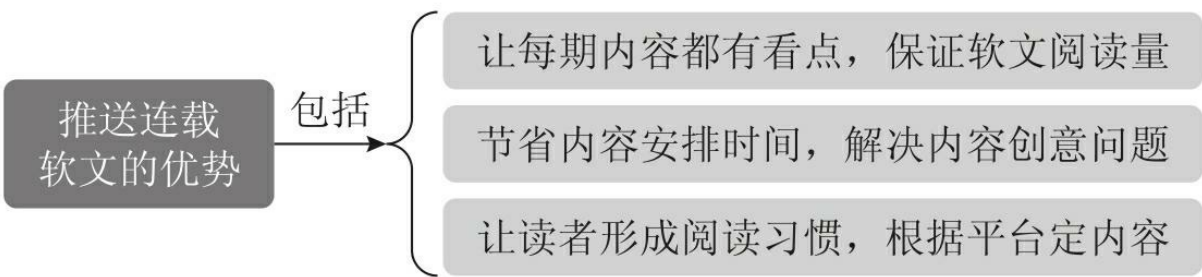 推送连载
软文的优势
包括
让每期内容都有看点，保证软文阅读量
节省内容安排时间，解决内容创意问题
让读者形成阅读习惯，根据平台定内容